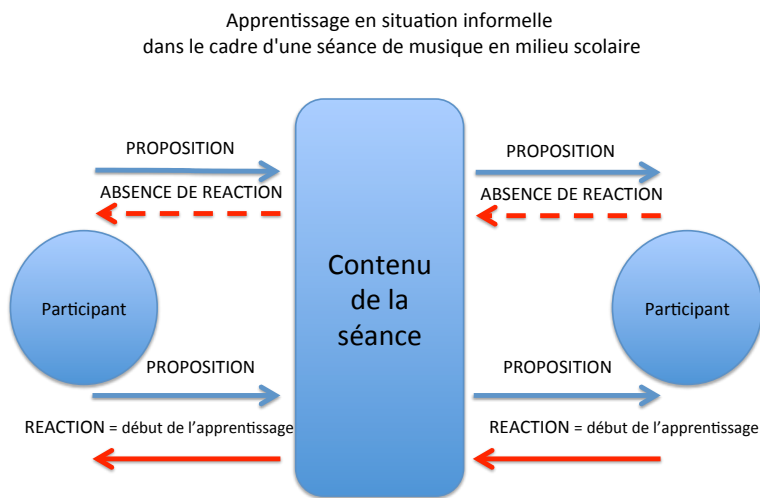 Apprentissage en situation informelle
dans le cadre d'une séance de musique en milieu scolaire
PROPOSITION
ABSENCE DE REACTION
Participant
PROPOSITION
REACTION = début de l'apprentissage
Contenu
de la
séance
PROPOSITION
ABSENCE DE REACTION
Participant
PROPOSITION
REACTION = début de l'apprentissage